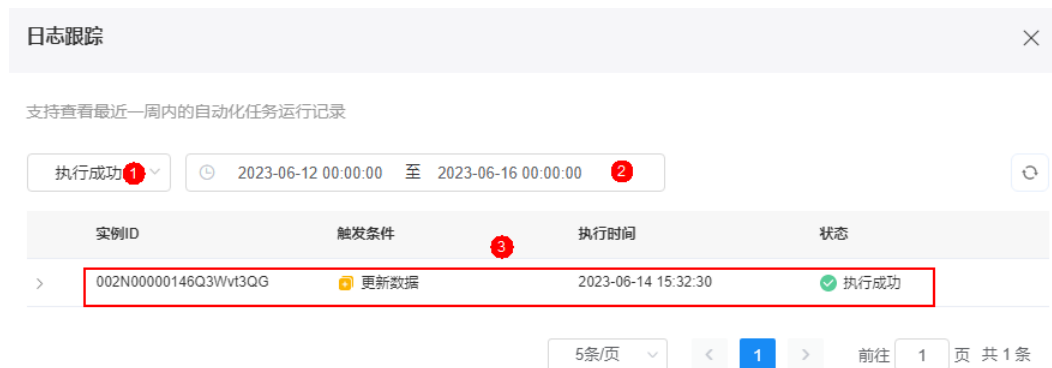 日志跟踪
支持查看最近一周内的自动化任务运行记录
执行成功 1 2023-06-12 00:00:00 至 2023-06-16 00:00:00 2
实例ID 触发条件 3 执行时间 状态
002N00000146Q3Wvt3QG 更新数据 2023-06-14 15:32:30 执行成功
5条/页 < 1 > 前往 1 页 共1条